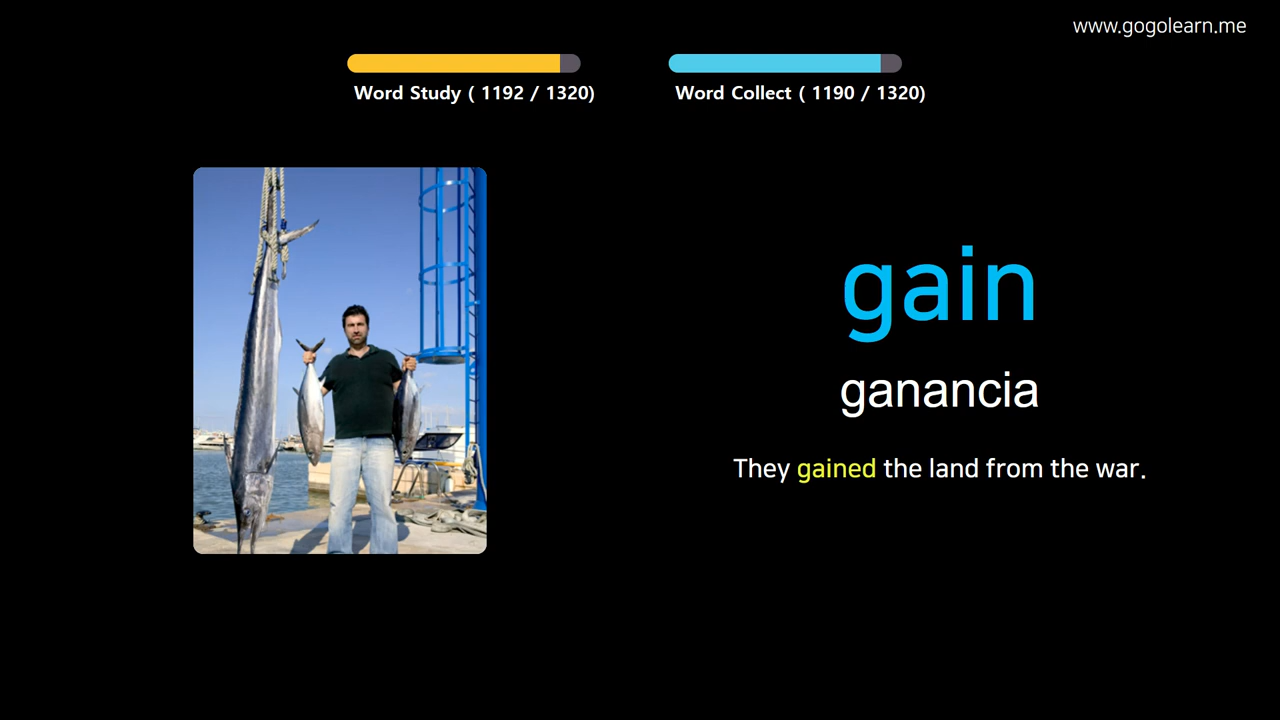 www.gogolearn.me
Word Study ( 1192 / 1320)
Word Collect ( 1190 / 1320)
gain
ganancia
They gained the land from the war.